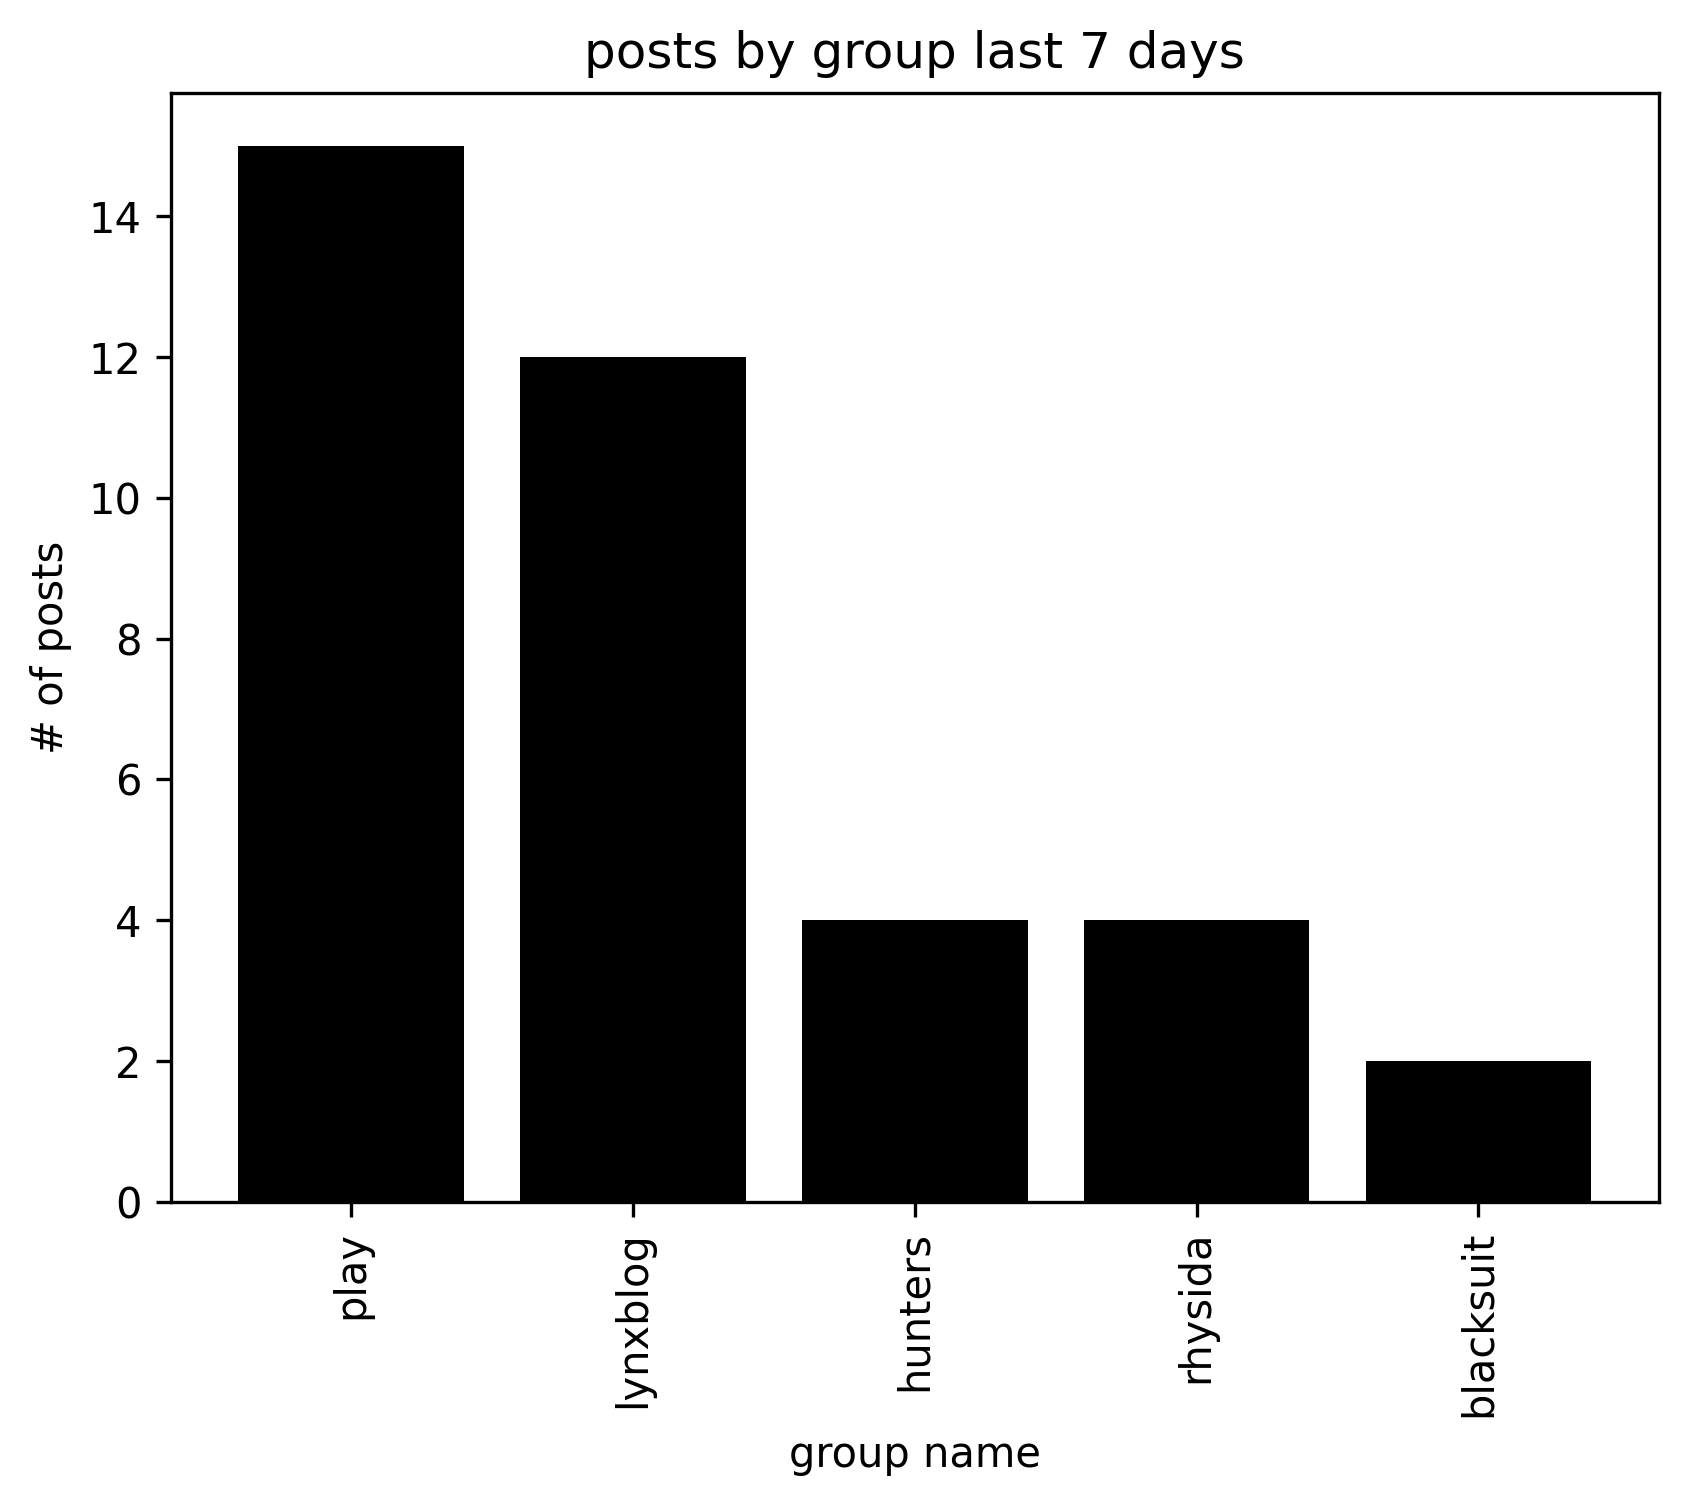 posts by group last 7 days
14
12
10
8
6
4
2
0
# of posts
play
lynxblog
hunters
rhysida
blacksuit
group name